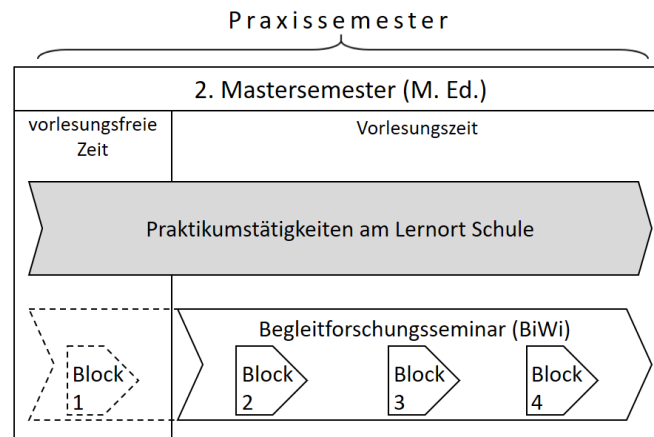 Praxissemester
2. Mastersemester (M. Ed.)
vorlesungsfreie
Zeit
Vorlesungszeit
Praktikumstätigkeiten am Lernort Schule
Begleitforschungsseminar (BiWi)
Block
1
Block
2
Block
3
Block
4